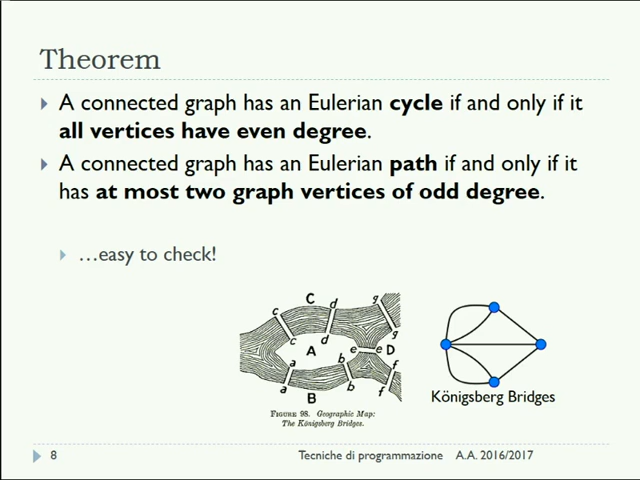 Theorem
A connected graph has an Eulerian cycle if and only if it
all vertices have even degree.
A connected graph has an Eulerian path if and only if it
has at most two graph vertices of odd degree.
…easy to check!
C
c
d
g
c
d
g
A
e
e
D
a
b
f
a
B
b
f
FIGURE 98. Geographic Map:
The Königsberg Bridges.
Königsberg Bridges
8
Tecniche di programmazione A.A. 2016/2017